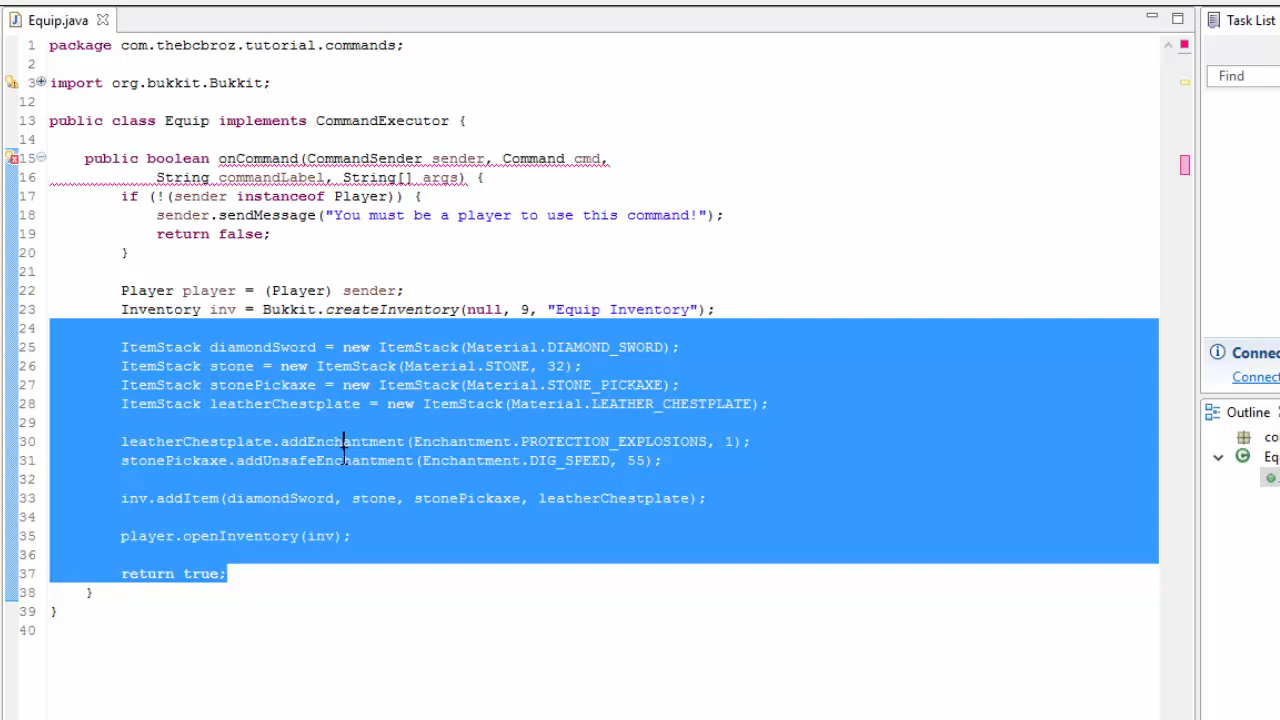 Equip.java
Task List
1 package com.thebcbroz.tutorial.commands;
2
3 import org.bukkit.Bukkit;
Find
12
13 public class Equip implements CommandExecutor {
14
15 public boolean onCommand(CommandSender sender, Command cmd,
16 String commandLabel, String[] args) {
17 if (!(sender instanceof Player)) {
18 sender.sendMessage("You must be a player to use this command!");
19 return false;
20 }
21
22 Player player = (Player) sender;
23 Inventory inv = Bukkit.createInventory(null, 9, "Equip Inventory");
24
25 ItemStack diamondSword = new ItemStack(Material.DIAMOND_SWORD);
Connec
26 ItemStack stone = new ItemStack(Material.STONE, 32);
Connect
27 ItemStack stonePickaxe = new ItemStack(Material.STONE_PICKAXE);
28 ItemStack leatherChestplate = new ItemStack(Material.LEATHER_CHESTPLATE);
Outline
29
30 leatherChestplate.addEnchantment(Enchantment.PROTECTION_EXPLOSIONS, 1);
co
31 stonePickaxe.addUnsafeEnchantment(Enchantment.DIG_SPEED, 55);
Eq
32
33 inv.addItem(diamondSword, stone, stonePickaxe, leatherChestplate);
34
35 player.openInventory(inv);
36
37 return true;
38 }
39 }
40